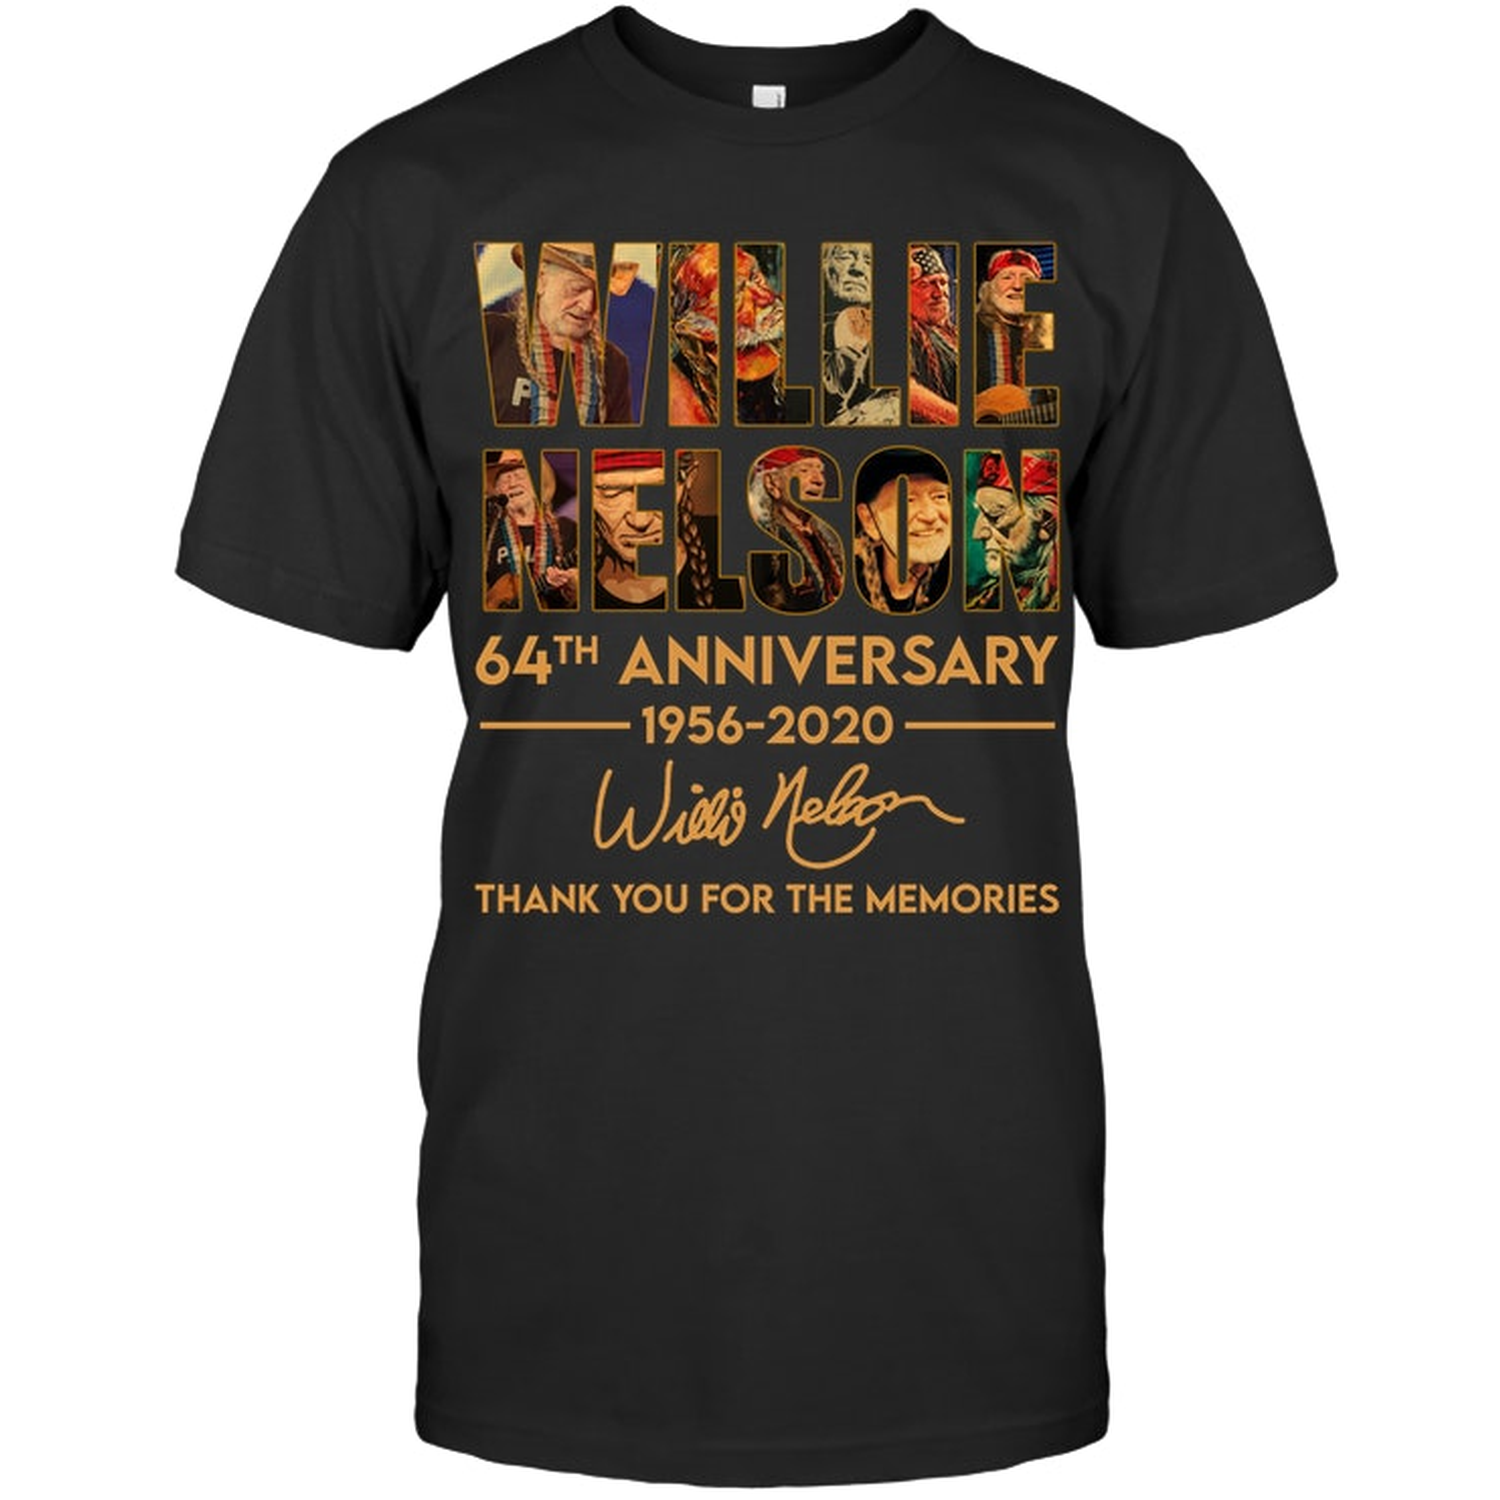 WILLIE
NELSON
64TH ANNIVERSARY
1956-2020
Willie Nelson
THANK YOU FOR THE MEMORIES